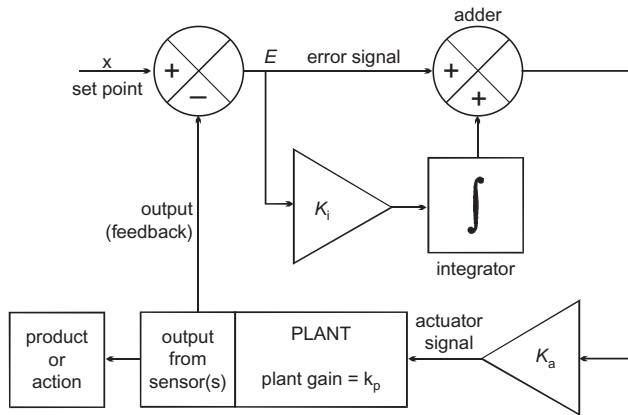 adder
x
set point
+
−
E
error signal
+
+
output
(feedback)
Ki
∫
integrator
product
or
action
output
from
sensor(s)
PLANT
plant gain = kp
actuator
signal
Ka